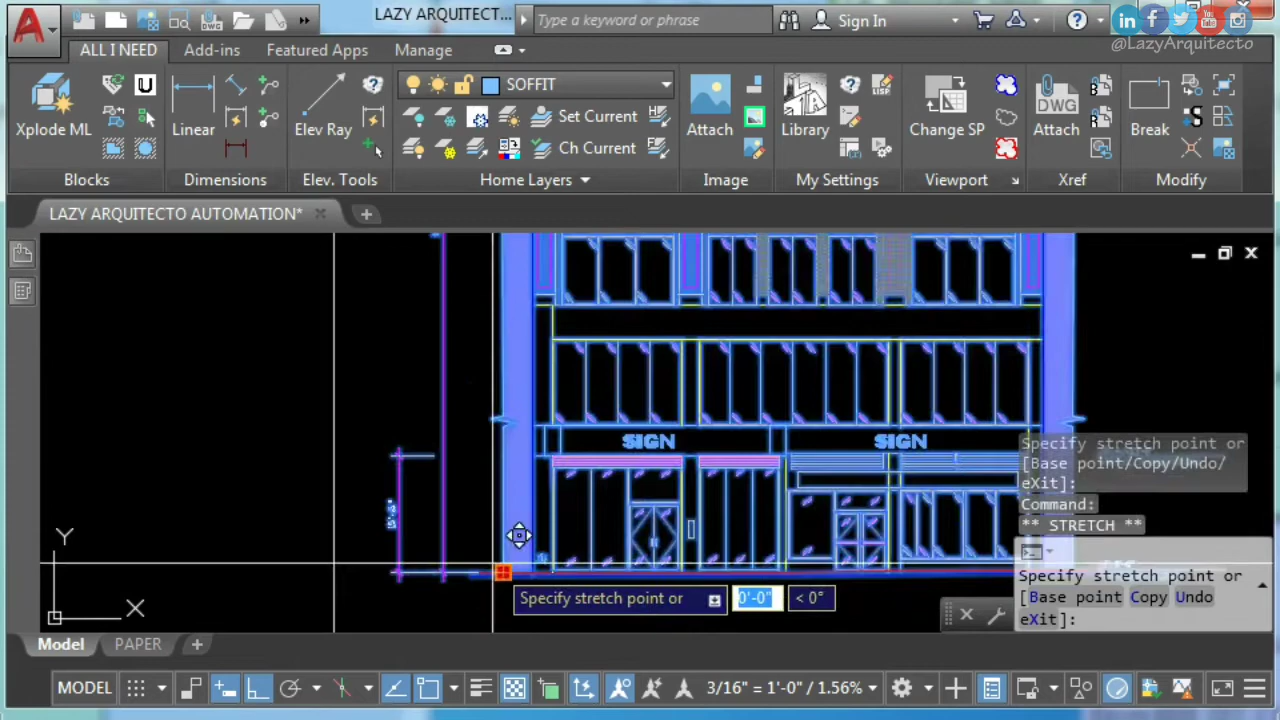 LAZY ARQUITECT...
Type a keyword or phrase
Sign In
@LazyArquitecto
ALL I NEED
Add-ins
Featured Apps
Manage
Xplode ML
Linear
Elev Ray
SOFFIT
Set Current
Ch Current
Attach
Library
Change SP
Attach
Break
Blocks
Dimensions
Elev. Tools
Home Layers
Image
My Settings
Viewport
Xref
Modify
LAZY ARQUITECTO AUTOMATION*
SIGN
SIGN
Specify stretch point or
[Base point/Copy/Undo/
eXit]:
Command:
** STRETCH **
Specify stretch point or
[Base point Copy Undo
eXit]:
Specify stretch point or
0'-0"
< 0°
Y
X
Model
PAPER
MODEL
3/16" = 1'-0" / 1.56%